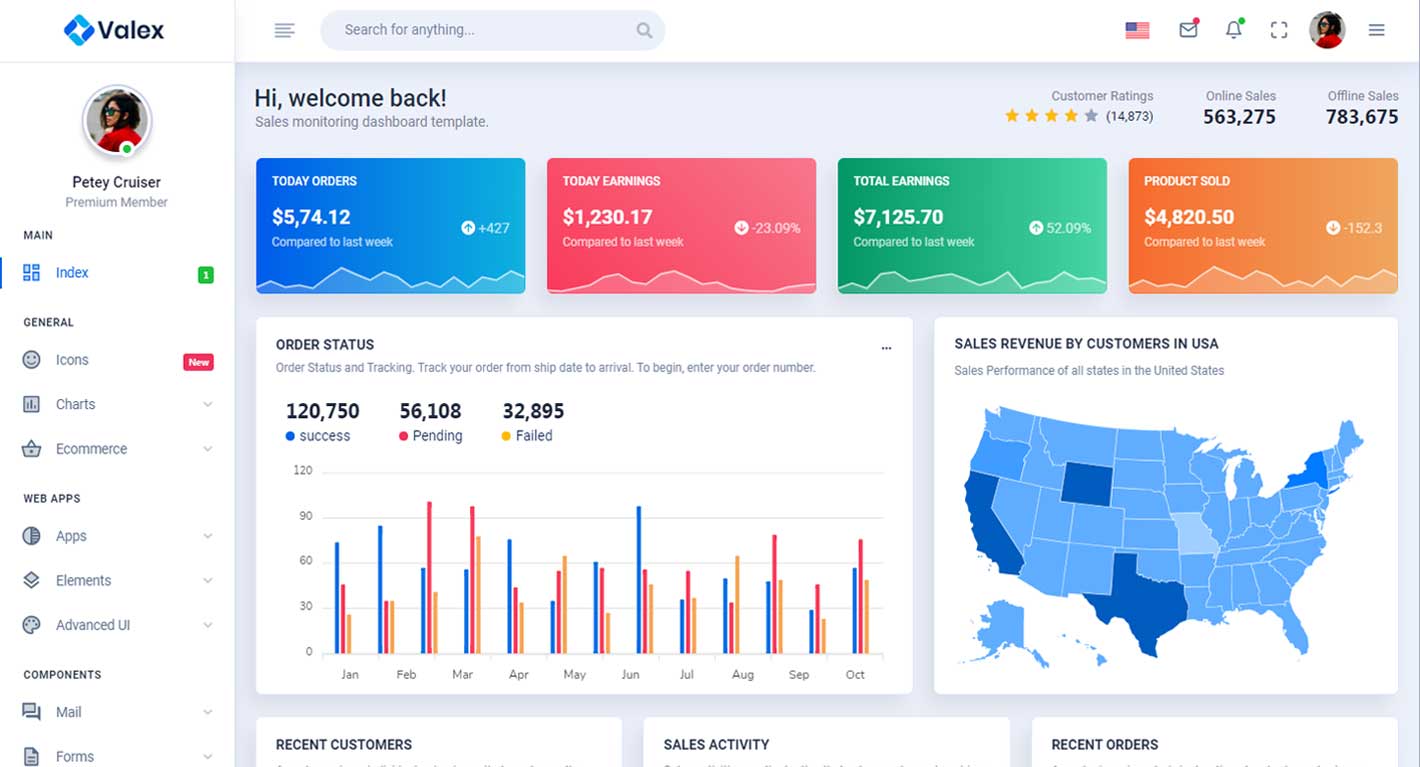 Valex
Search for anything...
Petey Cruiser
Premium Member
MAIN
Index
1
GENERAL
Icons
New
Charts
Ecommerce
WEB APPS
Apps
Elements
Advanced UI
COMPONENTS
Mail
Forms
Hi, welcome back!
Sales monitoring dashboard template.
Customer Ratings
(14,873)
Online Sales
563,275
Offline Sales
783,675
TODAY ORDERS
$5,74.12
Compared to last week
+427
TODAY EARNINGS
$1,230.17
Compared to last week
-23.09%
TOTAL EARNINGS
$7,125.70
Compared to last week
52.09%
PRODUCT SOLD
$4,820.50
Compared to last week
-152.3
ORDER STATUS
...
Order Status and Tracking. Track your order from ship date to arrival. To begin, enter your order number.
120,750
success
56,108
Pending
32,895
Failed
120
90
60
30
0
Jan Feb Mar Apr May Jun Jul Aug Sep Oct
SALES REVENUE BY CUSTOMERS IN USA
Sales Performance of all states in the United States
RECENT CUSTOMERS
SALES ACTIVITY
RECENT ORDERS